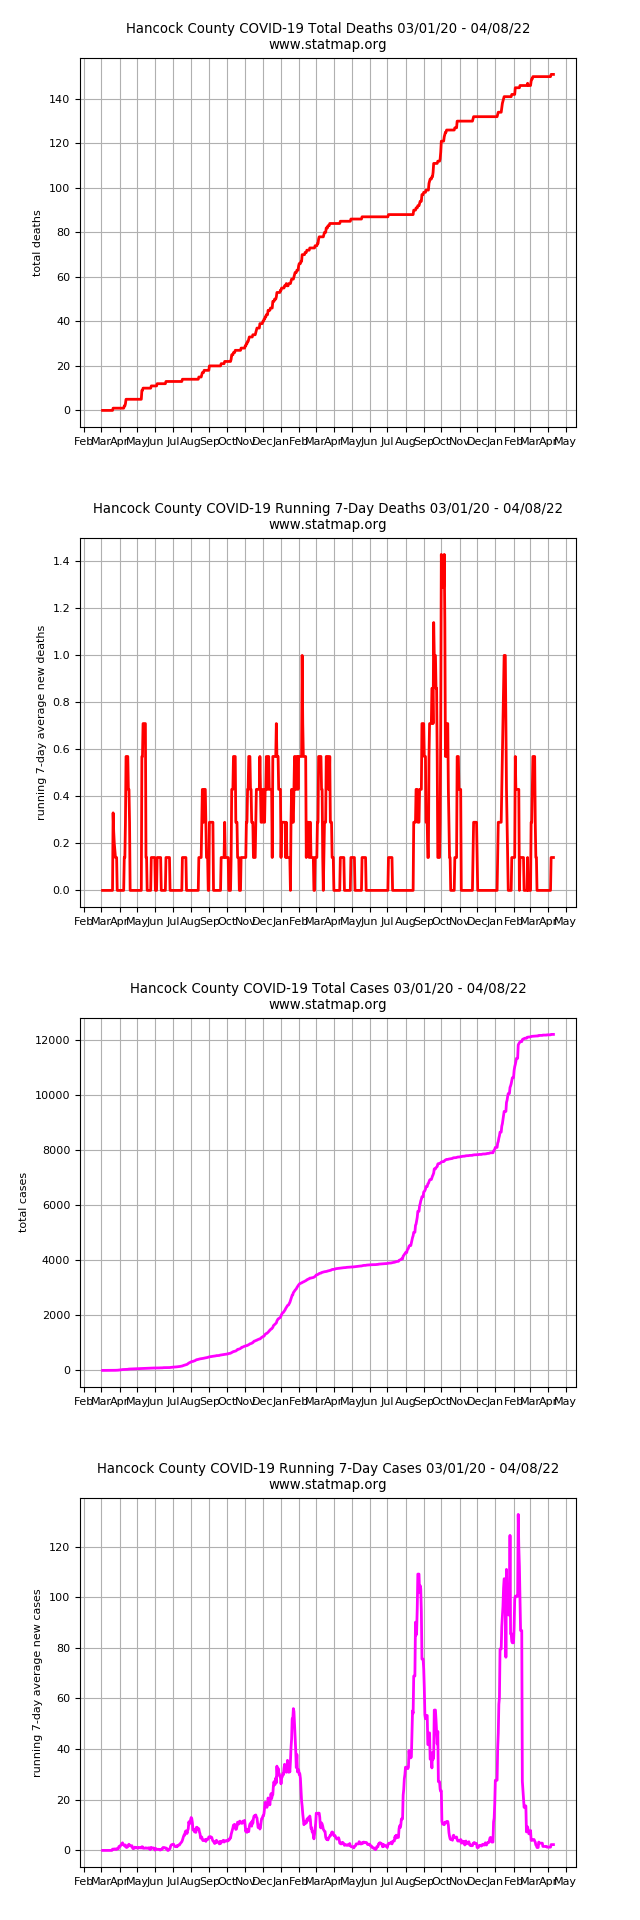 Hancock County COVID-19 Total Deaths 03/01/20 - 04/08/22
www.statmap.org
total deaths
140
120
100
80
60
40
20
0
Feb Mar Apr May Jun Jul Aug Sep Oct Nov Dec Jan Feb Mar Apr May Jun Jul Aug Sep Oct Nov Dec Jan Feb Mar Apr May
Hancock County COVID-19 Running 7-Day Deaths 03/01/20 - 04/08/22
www.statmap.org
running 7-day average new deaths
1.4
1.2
1.0
0.8
0.6
0.4
0.2
0.0
Feb Mar Apr May Jun Jul Aug Sep Oct Nov Dec Jan Feb Mar Apr May Jun Jul Aug Sep Oct Nov Dec Jan Feb Mar Apr May
Hancock County COVID-19 Total Cases 03/01/20 - 04/08/22
www.statmap.org
total cases
12000
10000
8000
6000
4000
2000
0
Feb Mar Apr May Jun Jul Aug Sep Oct Nov Dec Jan Feb Mar Apr May Jun Jul Aug Sep Oct Nov Dec Jan Feb Mar Apr May
Hancock County COVID-19 Running 7-Day Cases 03/01/20 - 04/08/22
www.statmap.org
running 7-day average new cases
120
100
80
60
40
20
0
Feb Mar Apr May Jun Jul Aug Sep Oct Nov Dec Jan Feb Mar Apr May Jun Jul Aug Sep Oct Nov Dec Jan Feb Mar Apr May